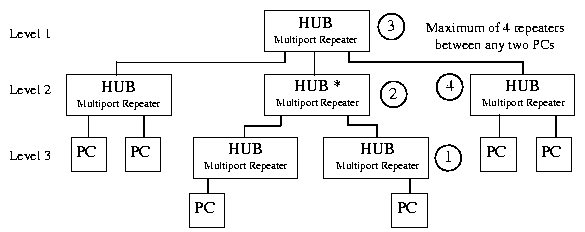 Level 1
HUB
Multiport Repeater
3
Maximum of 4 repeaters
between any two PCs
Level 2
HUB
Multiport Repeater
HUB *
Multiport Repeater
2
4
HUB
Multiport Repeater
Level 3
PC
PC
HUB
Multiport Repeater
HUB
Multiport Repeater
1
PC
PC
PC
PC